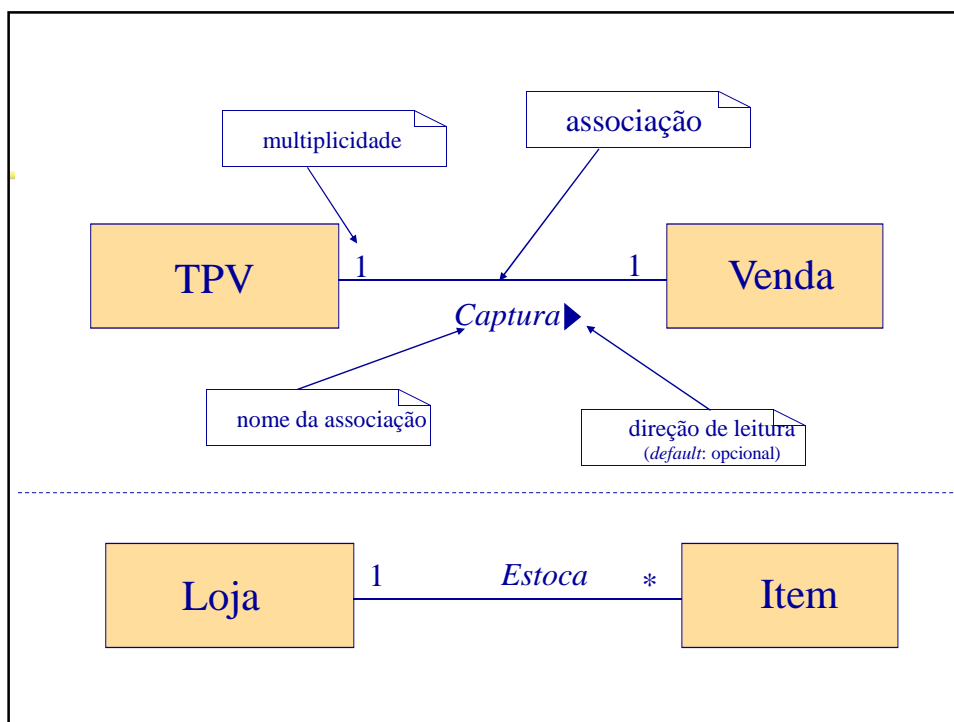 multiplicidade
associação
TPV
1
1
Venda
Captura
nome da associação
direção de leitura
(default: opcional)
Loja
1
Estoca
*
Item